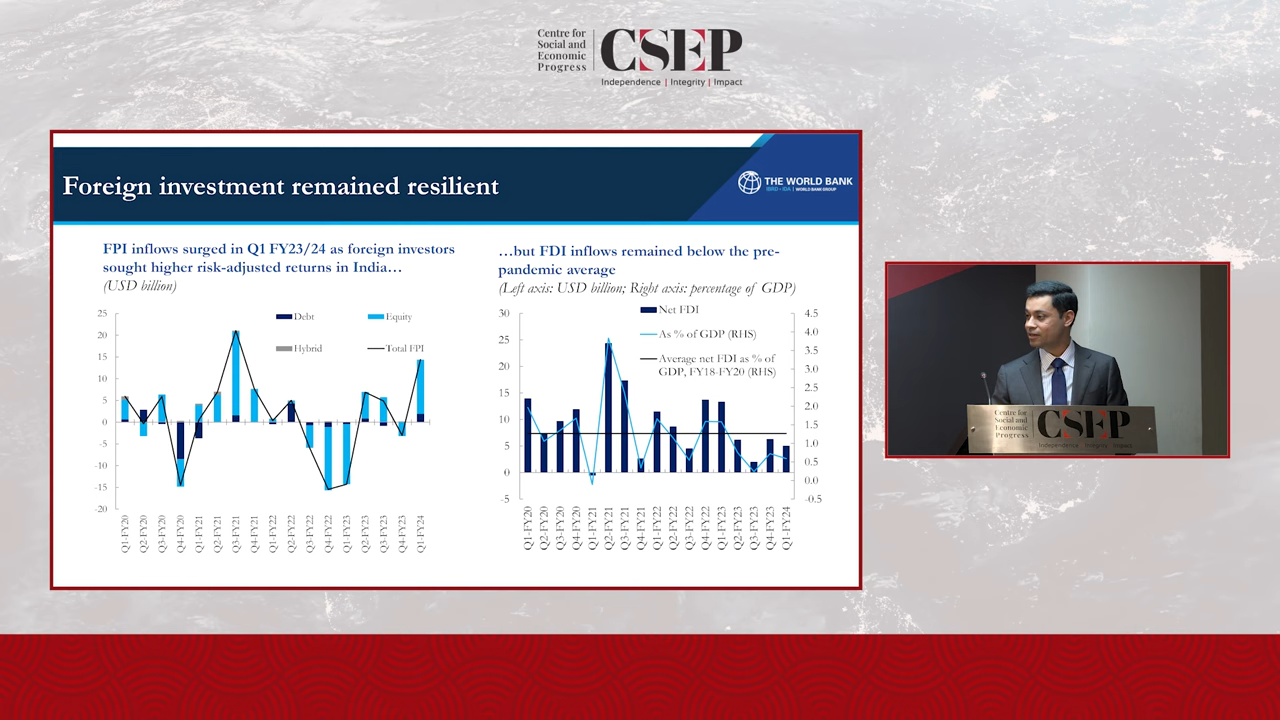 Centre for
Social and
Economic
Progress
CSEP
Independence | Integrity | Impact
Foreign investment remained resilient
THE WORLD BANK
IBRD • IDA | WORLD BANK GROUP
FPI inflows surged in Q1 FY23/24 as foreign investors
sought higher risk-adjusted returns in India…
(USD billion)
25
20
15
10
5
0
-5
-10
-15
-20
Debt
Equity
Hybrid
Total FPI
Q1-FY20
Q2-FY20
Q3-FY20
Q4-FY20
Q1-FY21
Q2-FY21
Q3-FY21
Q4-FY21
Q1-FY22
Q2-FY22
Q3-FY22
Q4-FY22
Q1-FY23
Q2-FY23
Q3-FY23
Q4-FY23
Q1-FY24
…but FDI inflows remained below the pre-
pandemic average
(Left axis: USD billion; Right axis: percentage of GDP)
30
25
20
15
10
5
0
-5
Net FDI
As % of GDP (RHS)
Average net FDI as % of
GDP, FY18-FY20 (RHS)
4.5
4.0
3.5
3.0
2.5
2.0
1.5
1.0
0.5
0.0
-0.5
Q1-FY20
Q2-FY20
Q3-FY20
Q4-FY20
Q1-FY21
Q2-FY21
Q3-FY21
Q4-FY21
Q1-FY22
Q2-FY22
Q3-FY22
Q4-FY22
Q1-FY23
Q2-FY23
Q3-FY23
Q4-FY23
Q1-FY24
Centre for
Social and
Economic
Progress
CSEP
Independence Integrity Impact